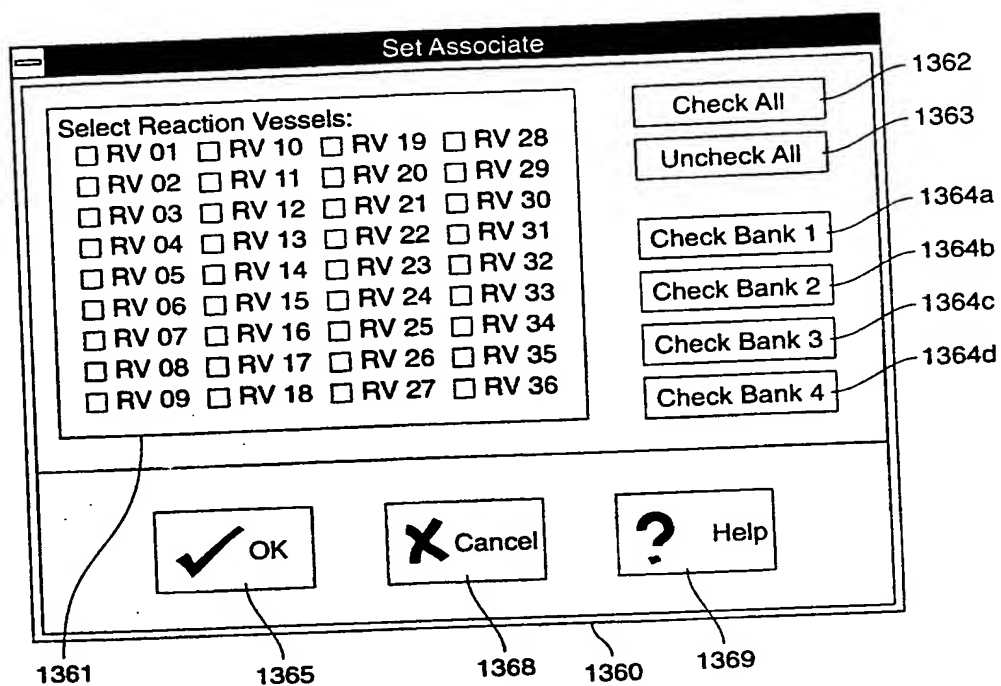 Set Associate
Select Reaction Vessels:
RV 01 RV 10 RV 19 RV 28
RV 02 RV 11 RV 20 RV 29
RV 03 RV 12 RV 21 RV 30
RV 04 RV 13 RV 22 RV 31
RV 05 RV 14 RV 23 RV 32
RV 06 RV 15 RV 24 RV 33
RV 07 RV 16 RV 25 RV 34
RV 08 RV 17 RV 26 RV 35
RV 09 RV 18 RV 27 RV 36
Check All
1362
Uncheck All
1363
Check Bank 1
1364a
Check Bank 2
1364b
Check Bank 3
1364c
Check Bank 4
1364d
OK
Cancel
? Help
1361
1365
1368
1360
1369